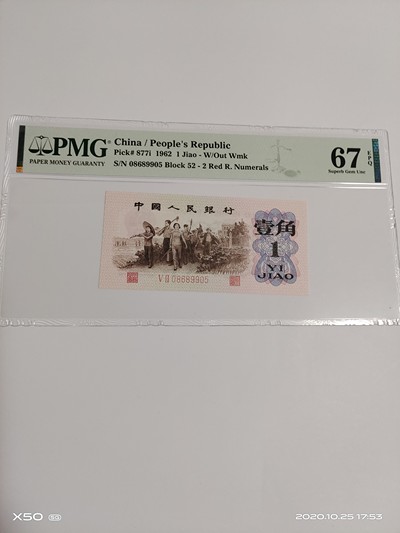 PMG
PAPER MONEY GUARANTY
China / People's Republic
Pick# 877i 1962 1 Jiao - W/Out Wmk
S/N 08689905 Block 52 - 2 Red R. Numerals
67 EPQ
Superb Gem Unc
中國人民銀行
壹角
1
YI
JIAO
08689905
X50 5G
2020.10.25 17:53